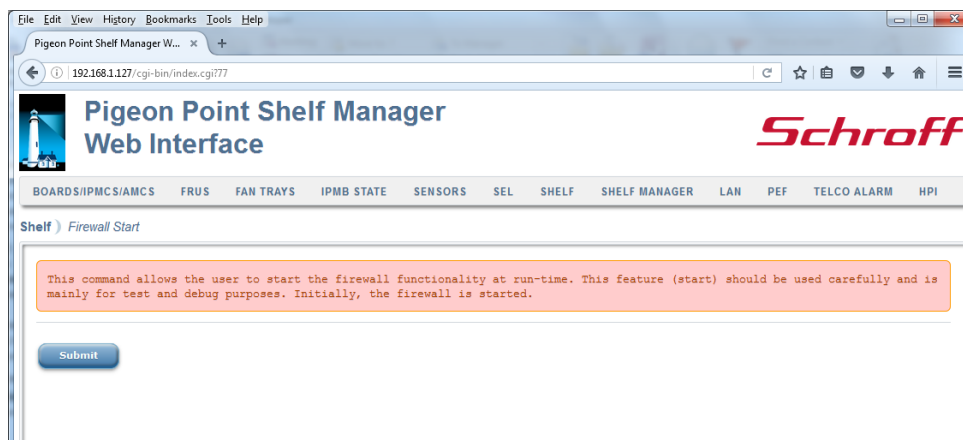 File Edit View History Bookmarks Tools Help
Pigeon Point Shelf Manager W... × +
192.168.1.127/cgi-bin/index.cgi?77
Pigeon Point Shelf Manager
Web Interface
Schroff
BOARDS/IPMCS/AMCS FRUS FAN TRAYS IPMB STATE SENSORS SEL SHELF SHELF MANAGER LAN PEF TELCO ALARM HPI
Shelf ) Firewall Start
This command allows the user to start the firewall functionality at run-time. This feature (start) should be used carefully and is
mainly for test and debug purposes. Initially, the firewall is started.
Submit